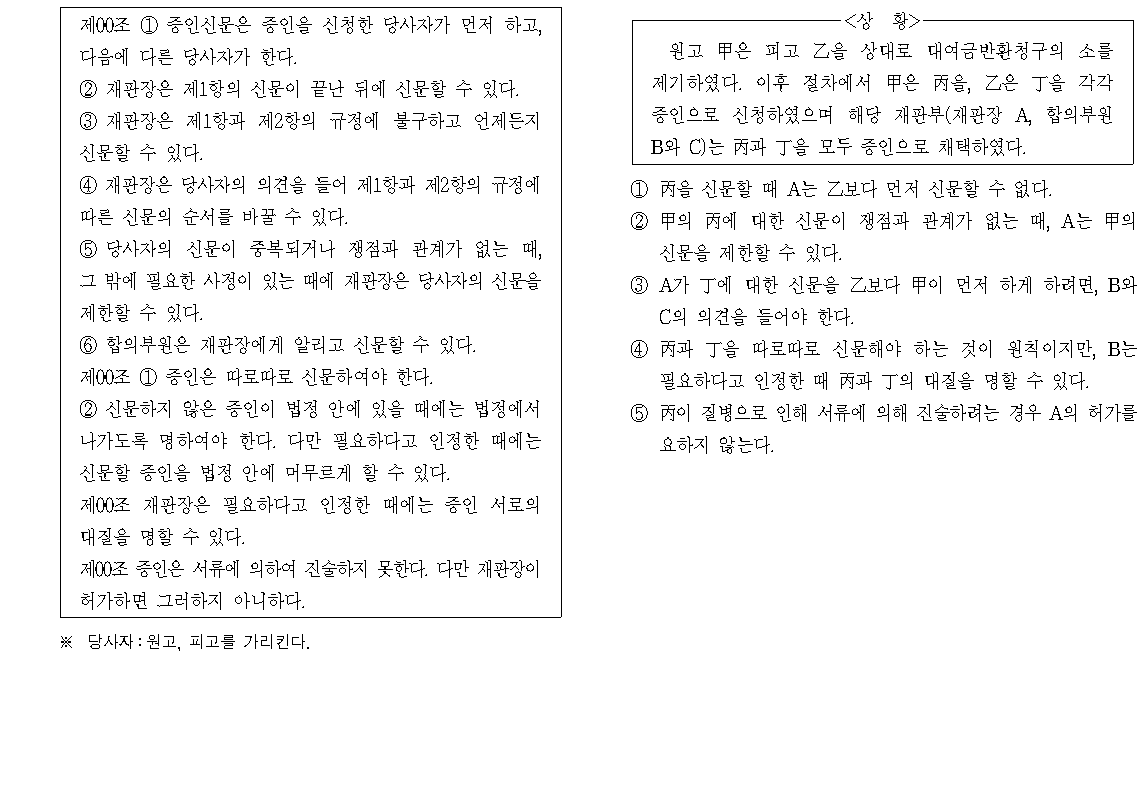 제00조 ① 증인신문은 증인을 신청한 당사자가 먼저 하고,
다음에 다른 당사자가 한다.
② 재판장은 제1항의 신문이 끝난 뒤에 신문할 수 있다.
③ 재판장은 제1항과 제2항의 규정에 불구하고 언제든지
신문할 수 있다.
④ 재판장은 당사자의 의견을 들어 제1항과 제2항의 규정에
따른 신문의 순서를 바꿀 수 있다.
⑤ 당사자의 신문이 중복되거나 쟁점과 관계가 없는 때,
그 밖에 필요한 사정이 있는 때에 재판장은 당사자의 신문을
제한할 수 있다.
⑥ 합의부원은 재판장에게 알리고 신문할 수 있다.
제00조 ① 증인은 따로따로 신문하여야 한다.
② 신문하지 않은 증인이 법정 안에 있을 때에는 법정에서
나가도록 명하여야 한다. 다만 필요하다고 인정한 때에는
신문할 증인을 법정 안에 머무르게 할 수 있다.
제00조 재판장은 필요하다고 인정한 때에는 증인 서로의
대질을 명할 수 있다.
제00조 증인은 서류에 의하여 진술하지 못한다. 다만 재판장이
허가하면 그러하지 아니하다.
※ 당사자 : 원고, 피고를 가리킨다.
<상 황>
원고 甲은 피고 乙을 상대로 대여금반환청구의 소를
제기하였다. 이후 절차에서 甲은 丙을, 乙은 丁을 각각
증인으로 신청하였으며 해당 재판부(재판장 A, 합의부원
B와 C)는 丙과 丁을 모두 증인으로 채택하였다.
① 丙을 신문할 때 A는 乙보다 먼저 신문할 수 없다.
② 甲의 丙에 대한 신문이 쟁점과 관계가 없는 때, A는 甲의
신문을 제한할 수 있다.
③ A가 丁에 대한 신문을 乙보다 甲이 먼저 하게 하려면, B와
C의 의견을 들어야 한다.
④ 丙과 丁을 따로따로 신문해야 하는 것이 원칙이지만, B는
필요하다고 인정한 때 丙과 丁의 대질을 명할 수 있다.
⑤ 丙이 질병으로 인해 서류에 의해 진술하려는 경우 A의 허가를
요하지 않는다.